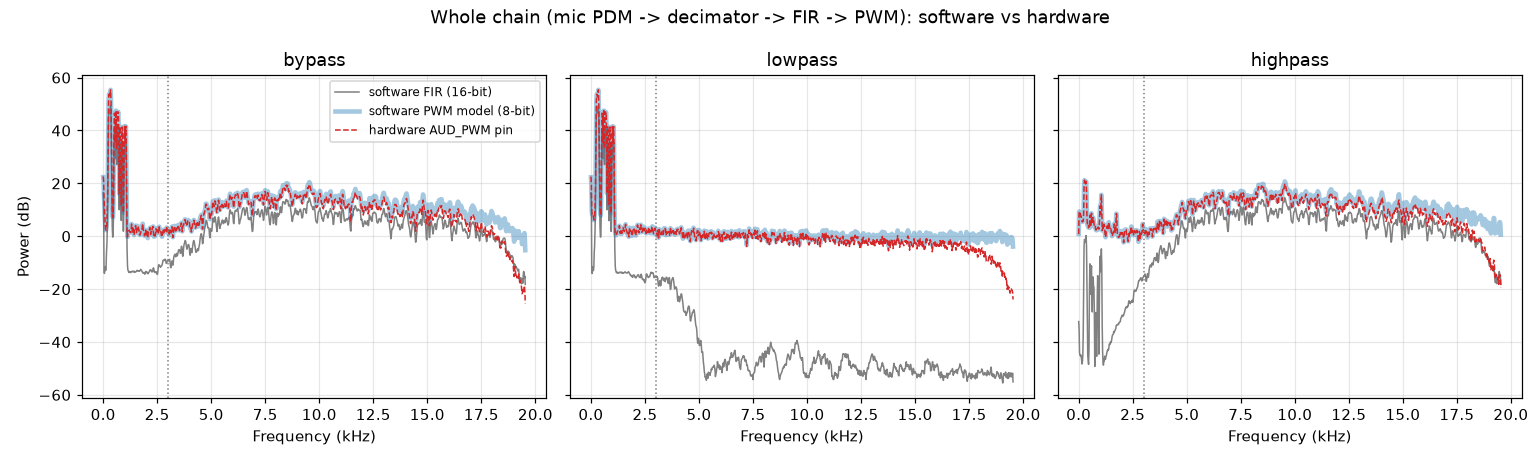 Whole chain (mic PDM -> decimator -> FIR -> PWM): software vs hardware
bypass
lowpass
highpass
software FIR (16-bit)
software PWM model (8-bit)
hardware AUD_PWM pin
Power (dB)
60
40
20
0
−20
−40
−60
0.0 2.5 5.0 7.5 10.0 12.5 15.0 17.5 20.0
0.0 2.5 5.0 7.5 10.0 12.5 15.0 17.5 20.0
0.0 2.5 5.0 7.5 10.0 12.5 15.0 17.5 20.0
Frequency (kHz)
Frequency (kHz)
Frequency (kHz)